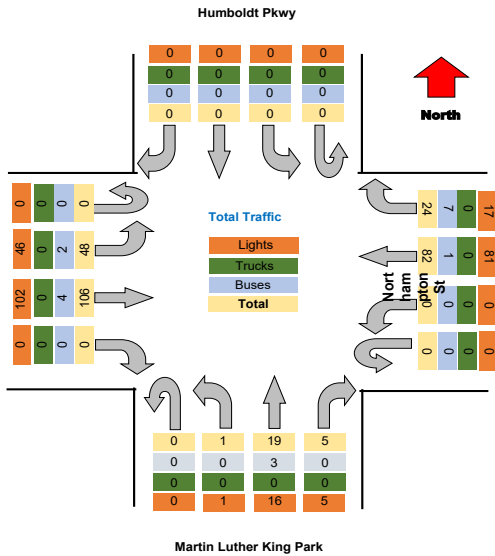 Humboldt Pkwy
0 0 0 0
0 0 0 0
0 0 0 0
0 0 0 0
North
0 0 0 0
46 0 2 48
102 0 4 106
0 0 0 0
Total Traffic
Lights
Trucks
Buses
Total
24 7 0 17
82 1 0 81
0 0 0 0
0 0 0 0
Nort
ham
pton
St
0 1 19 5
0 0 3 0
0 0 0 0
0 1 16 5
Martin Luther King Park